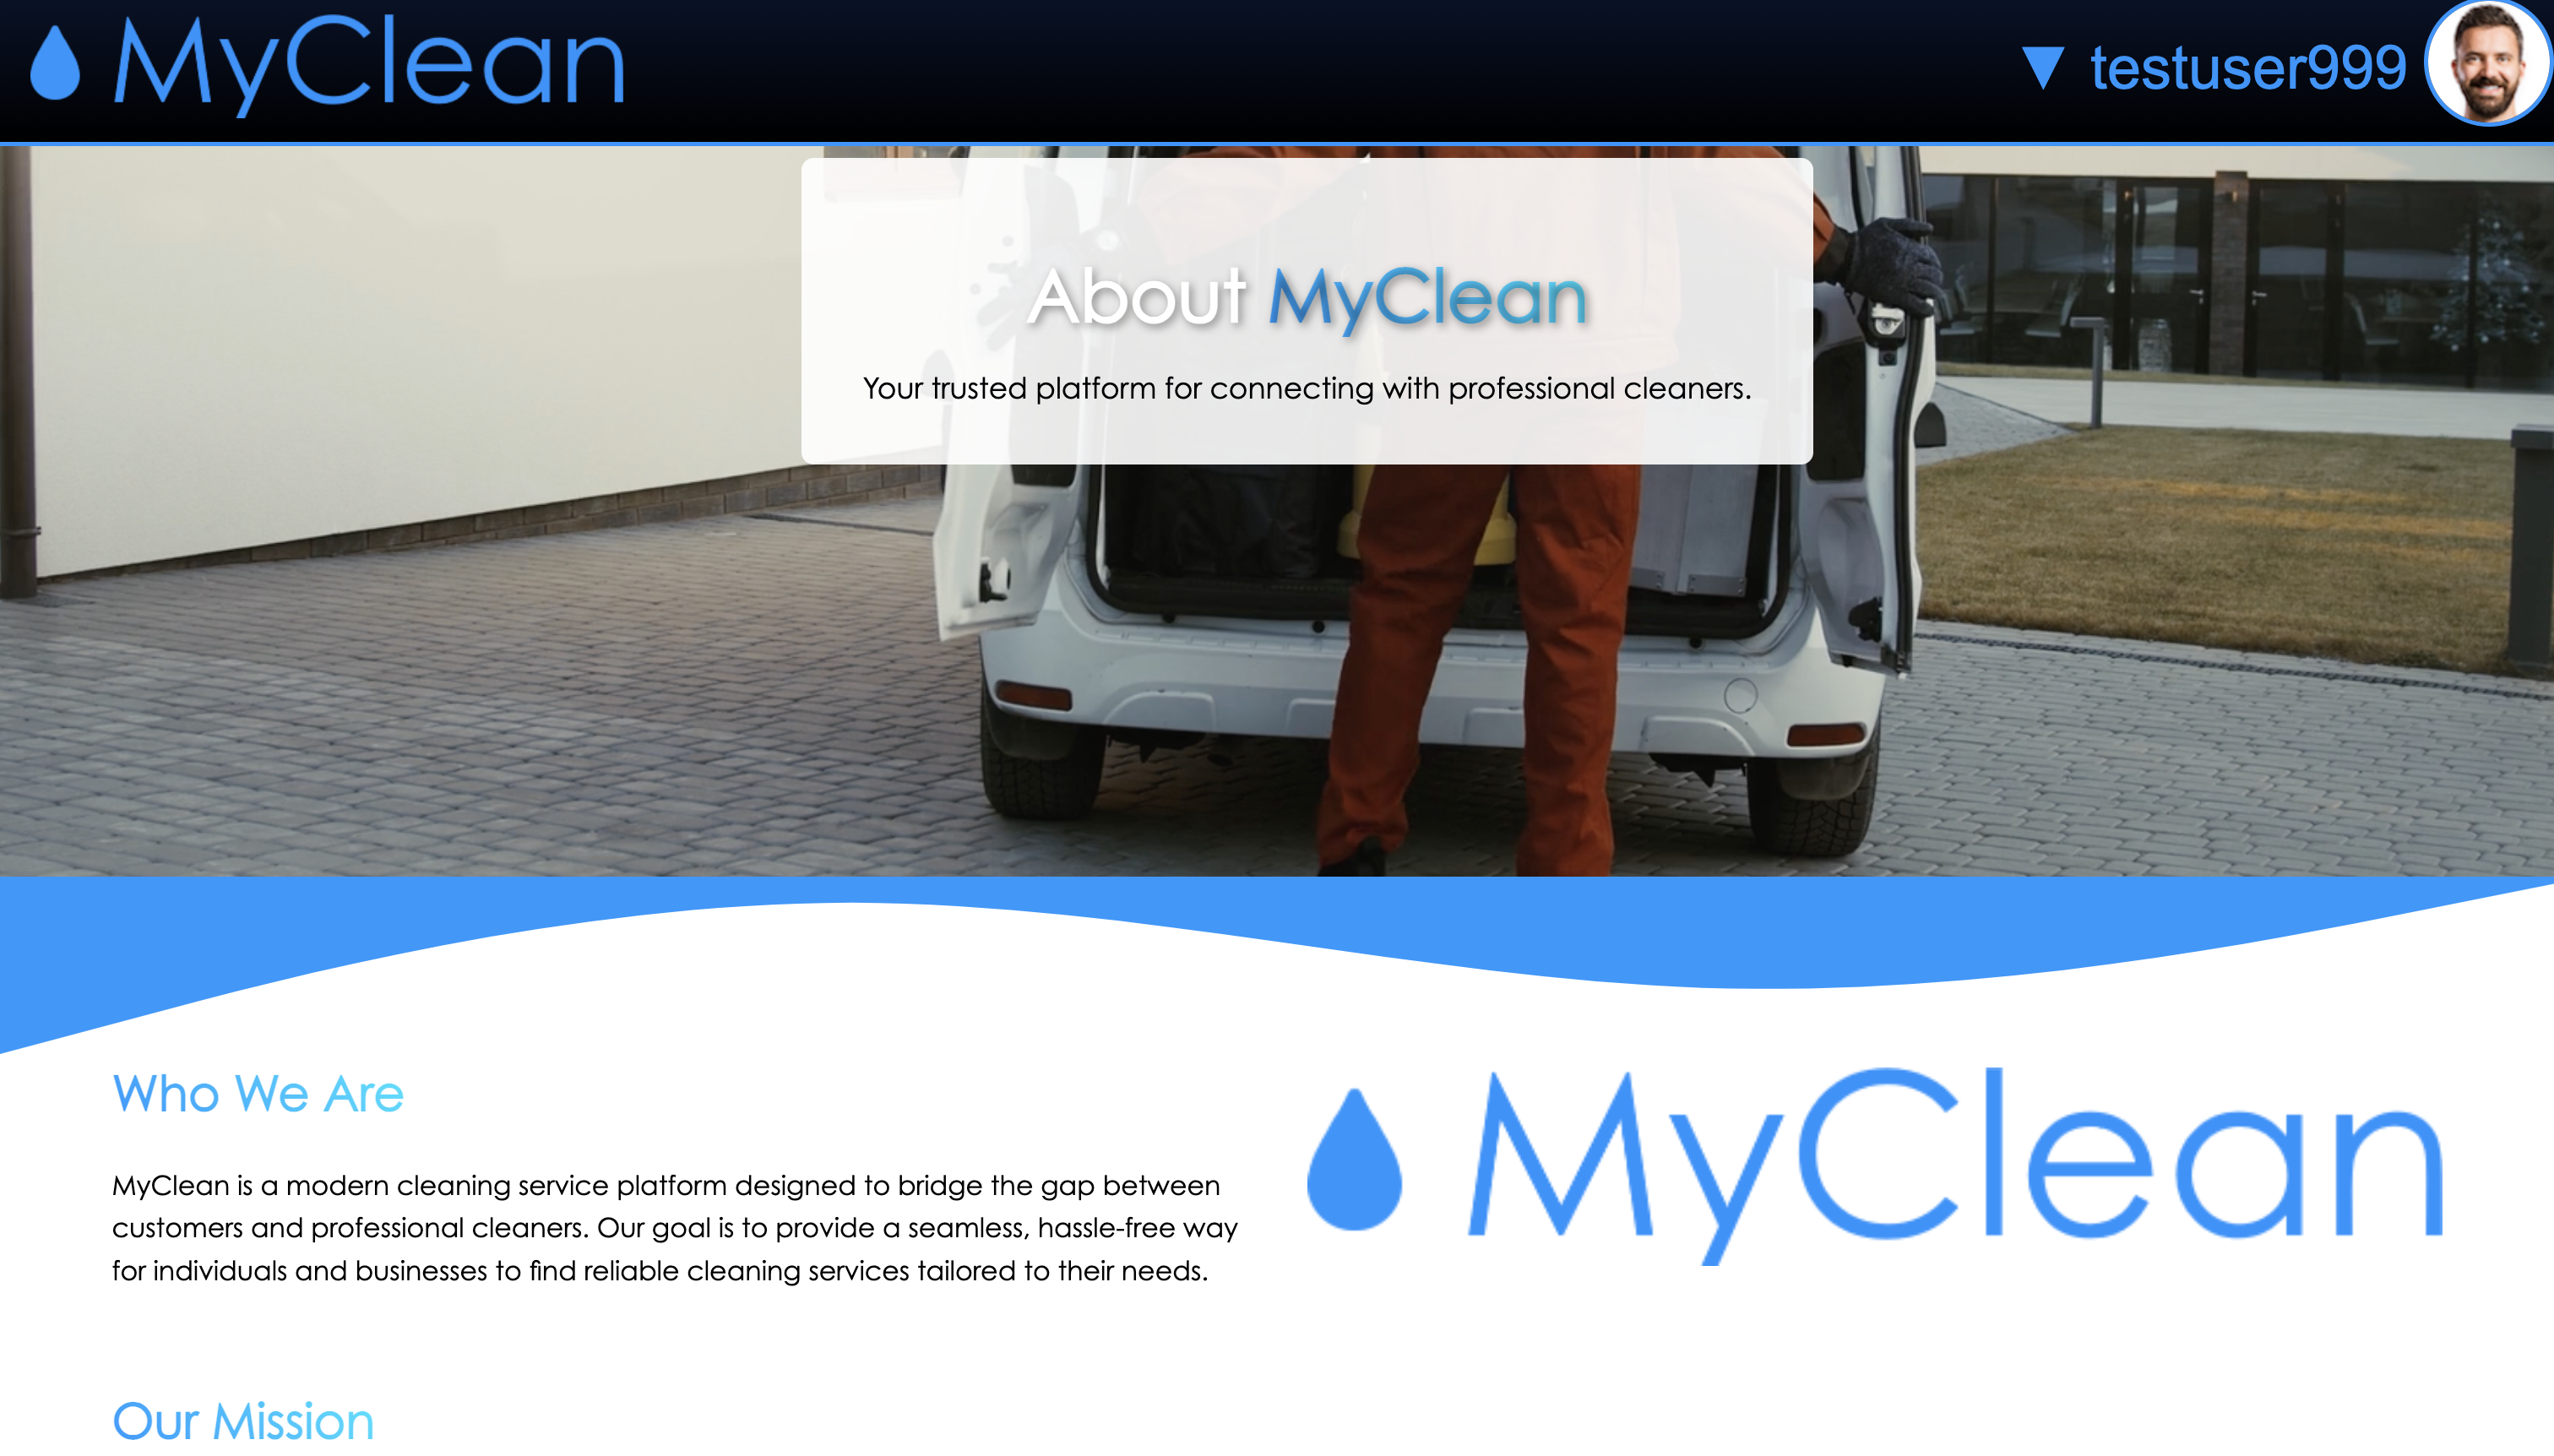 MyClean
▼ testuser999
About MyClean
Your trusted platform for connecting with professional cleaners.
Who We Are
MyClean is a modern cleaning service platform designed to bridge the gap between
customers and professional cleaners. Our goal is to provide a seamless, hassle-free way
for individuals and businesses to find reliable cleaning services tailored to their needs.
MyClean
Our Mission